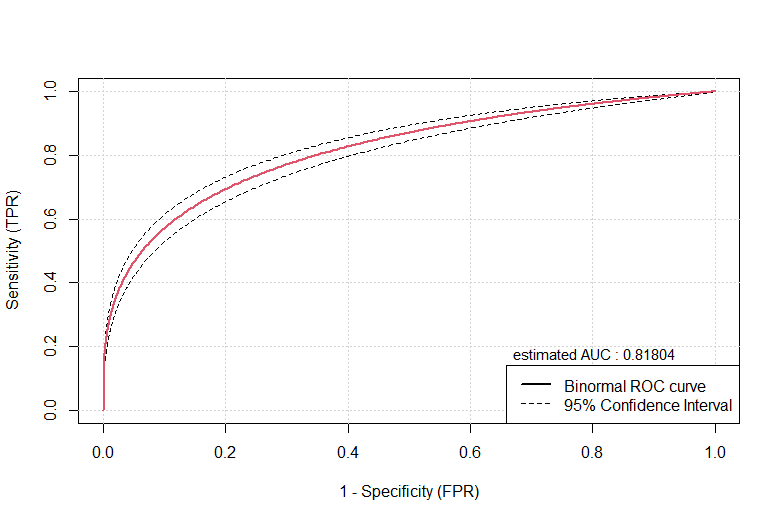 1.0
0.8
0.6
0.4
0.2
0.0
Sensitivity (TPR)
estimated AUC : 0.81804
Binormal ROC curve
95% Confidence Interval
0.0 0.2 0.4 0.6 0.8 1.0
1 - Specificity (FPR)